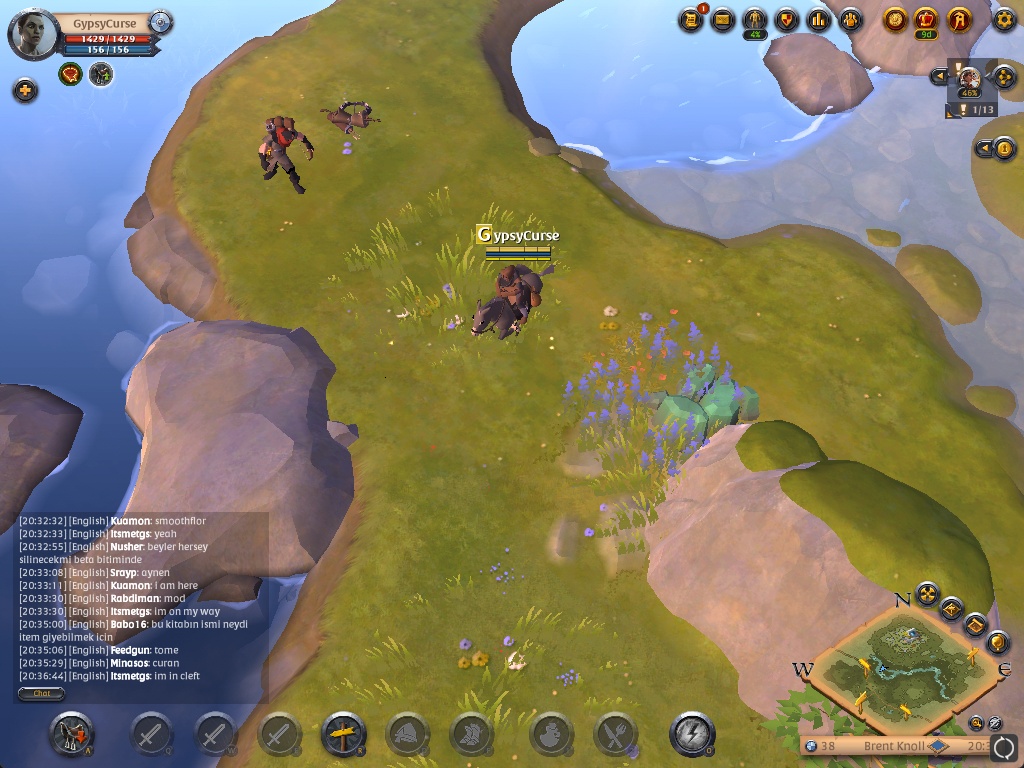 GypsyCurse
1429 / 1429
156 / 156
1
4%
9d
46%
1/13
GypsyCurse
[20:32:32] [English] Kuamon: smoothflor
[20:32:33] [English] Itsmetgs: yeah
[20:32:55] [English] Nusher: beyler hersey
silinecekmi beta bitiminde
[20:33:08] [English] Srayp: aynen
[20:33:11] [English] Kuamon: i am here
[20:33:30] [English] Rabdiman: mod
[20:33:30] [English] Itsmetgs: im on my way
[20:35:00] [English] Babo16: bu kitabın ismi neydi
item giyebilmek icin
[20:35:06] [English] Feedgun: tome
[20:35:29] [English] Minasos: curan
[20:36:44] [English] Itsmetgs: im in cleft
Chat
N
W
E
A
Q
W
R
38 Brent Knoll 20:3